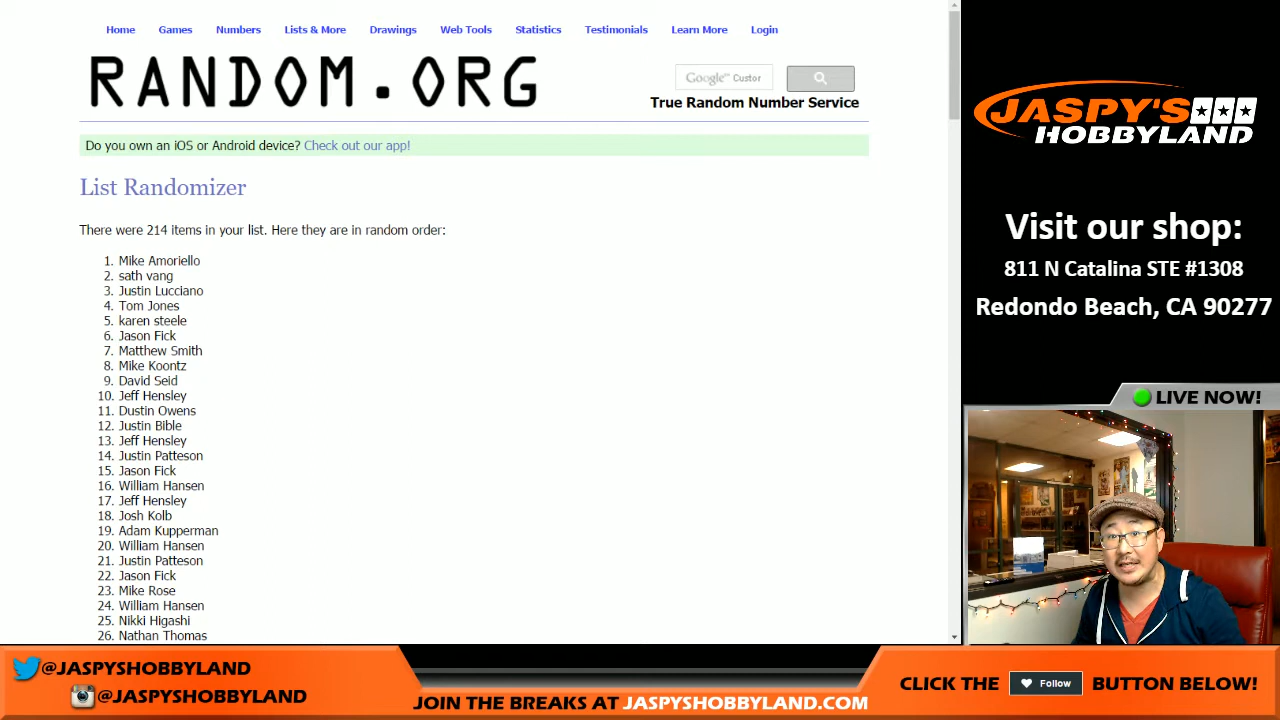 Home Games Numbers Lists & More Drawings Web Tools Statistics Testimonials Learn More Login
RANDOM.ORG
Google™ Custor
True Random Number Service
Do you own an iOS or Android device? Check out our app!
List Randomizer
There were 214 items in your list. Here they are in random order:
1. Mike Amoriello
2. sath vang
3. Justin Lucciano
4. Tom Jones
5. karen steele
6. Jason Fick
7. Matthew Smith
8. Mike Koontz
9. David Seid
10. Jeff Hensley
11. Dustin Owens
12. Justin Bible
13. Jeff Hensley
14. Justin Patteson
15. Jason Fick
16. William Hansen
17. Jeff Hensley
18. Josh Kolb
19. Adam Kupperman
20. William Hansen
21. Justin Patteson
22. Jason Fick
23. Mike Rose
24. William Hansen
25. Nikki Higashi
26. Nathan Thomas
JASPY'S
HOBBYLAND
Visit our shop:
811 N Catalina STE #1308
Redondo Beach, CA 90277
LIVE NOW!
@JASPYSHOBBYLAND
@JASPYSHOBBYLAND
JOIN THE BREAKS AT JASPYSHOBBYLAND.COM
CLICK THE Follow BUTTON BELOW!